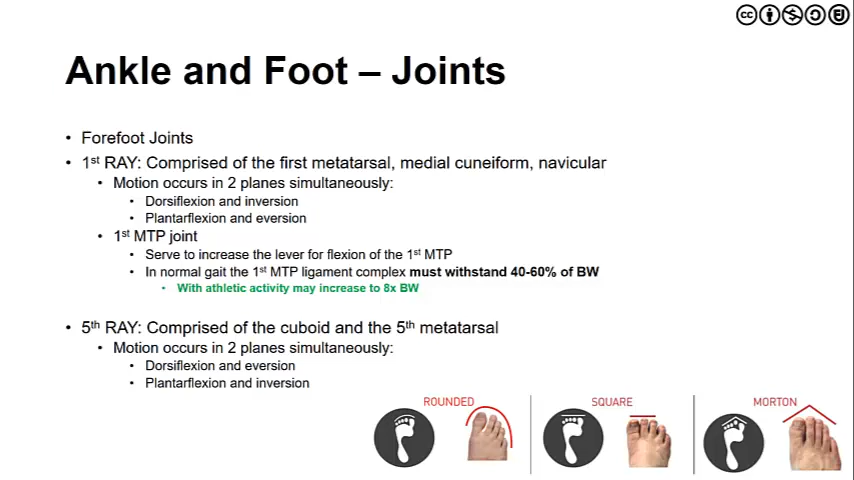 Ankle and Foot – Joints
• Forefoot Joints
• 1st RAY: Comprised of the first metatarsal, medial cuneiform, navicular
• Motion occurs in 2 planes simultaneously:
• Dorsiflexion and inversion
• Plantarflexion and eversion
• 1st MTP joint
• Serve to increase the lever for flexion of the 1st MTP
• In normal gait the 1st MTP ligament complex must withstand 40-60% of BW
• With athletic activity may increase to 8x BW
• 5th RAY: Comprised of the cuboid and the 5th metatarsal
• Motion occurs in 2 planes simultaneously:
• Dorsiflexion and eversion
• Plantarflexion and inversion
ROUNDED
SQUARE
MORTON